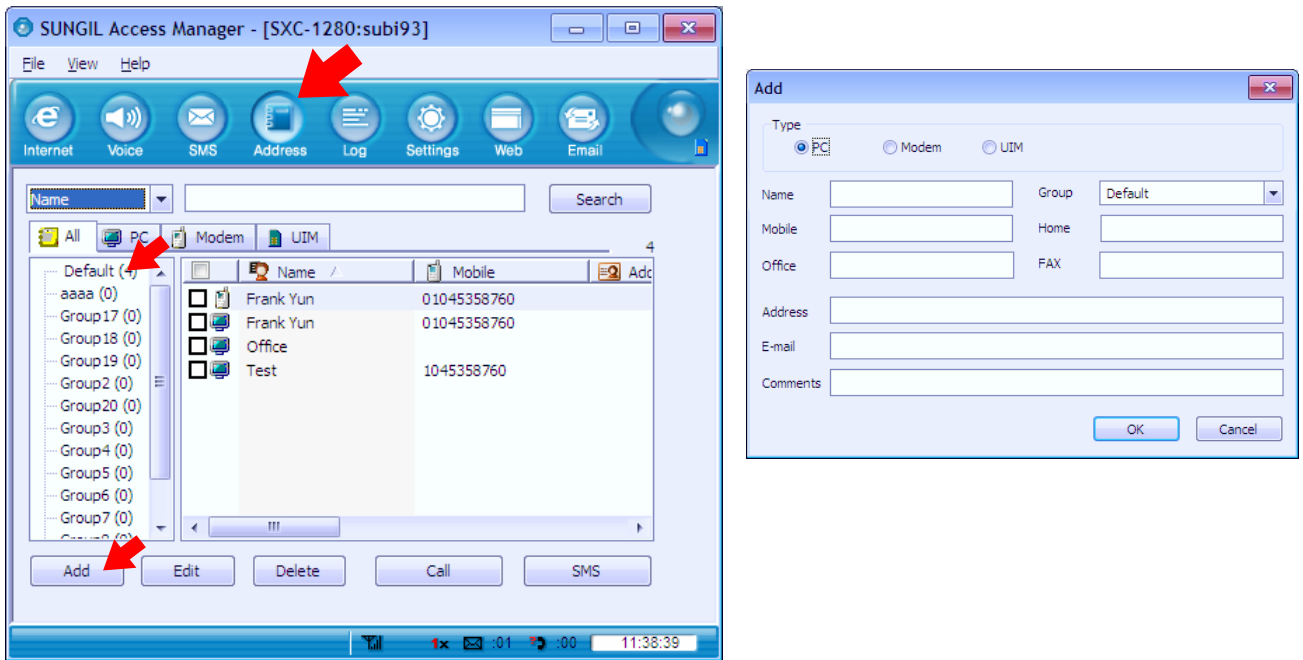 SUNGIL Access Manager - [SXC-1280:subi93]
File View Help
Internet Voice SMS Address Log Settings Web Email
Name Search
All PC Modem UIM 4
Name Mobile Add
Default (4)
aaaa (0)
Group17 (0)
Group18 (0)
Group19 (0)
Group2 (0)
Group20 (0)
Group3 (0)
Group4 (0)
Group5 (0)
Group6 (0)
Group7 (0)
Frank Yun 01045358760
Frank Yun 01045358760
Office
Test 1045358760
Add Edit Delete Call SMS
1x :01 :00 11:38:39
Add
Type
PC Modem UIM
Name Group Default
Mobile Home
Office FAX
Address
E-mail
Comments
OK Cancel